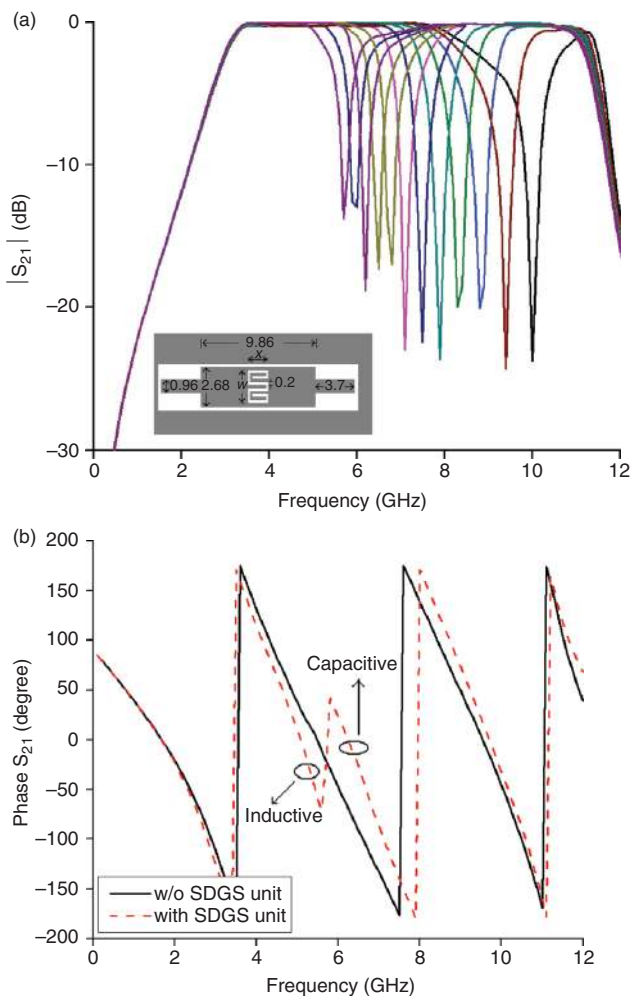 (a)
0
−10
−20
−30
|S21| (dB)
9.86
x
0.96
2.68
w
0.2
3.7
0
2
4
6
8
10
12
Frequency (GHz)
(b)
200
150
100
50
0
−50
−100
−150
−200
Phase S21 (degree)
Capacitive
Inductive
w/o SDGS unit
with SDGS unit
0
2
4
6
8
10
12
Frequency (GHz)